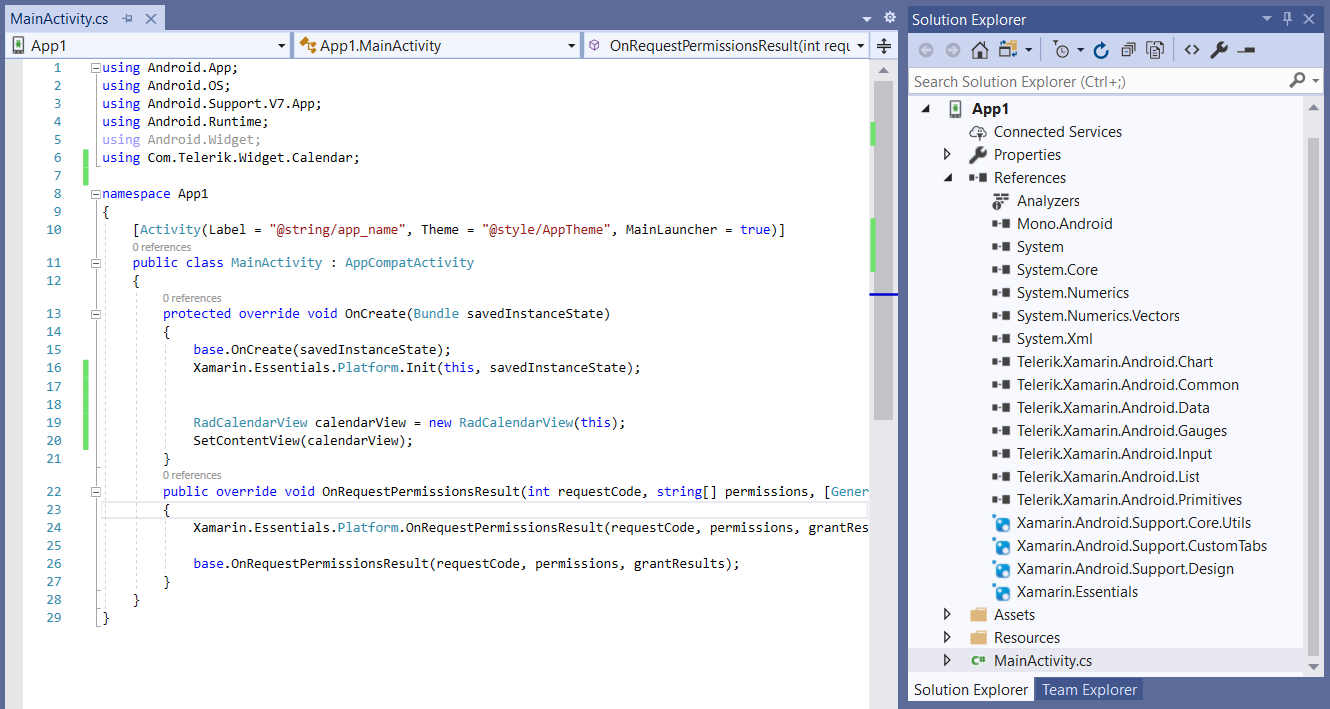 MainActivity.cs
App1
App1.MainActivity
OnRequestPermissionsResult(int requ
1 using Android.App;
2 using Android.OS;
3 using Android.Support.V7.App;
4 using Android.Runtime;
5 using Android.Widget;
6 using Com.Telerik.Widget.Calendar;
7
8 namespace App1
9 {
10 [Activity(Label = "@string/app_name", Theme = "@style/AppTheme", MainLauncher = true)]
0 references
11 public class MainActivity : AppCompatActivity
12 {
0 references
13 protected override void OnCreate(Bundle savedInstanceState)
14 {
15 base.OnCreate(savedInstanceState);
16 Xamarin.Essentials.Platform.Init(this, savedInstanceState);
17
18
19 RadCalendarView calendarView = new RadCalendarView(this);
20 SetContentView(calendarView);
21 }
0 references
22 public override void OnRequestPermissionsResult(int requestCode, string[] permissions, [Gener
23 {
24 Xamarin.Essentials.Platform.OnRequestPermissionsResult(requestCode, permissions, grantRes
25
26 base.OnRequestPermissionsResult(requestCode, permissions, grantResults);
27 }
28 }
29 }
Solution Explorer
Search Solution Explorer (Ctrl+;)
App1
Connected Services
Properties
References
Analyzers
Mono.Android
System
System.Core
System.Numerics
System.Numerics.Vectors
System.Xml
Telerik.Xamarin.Android.Chart
Telerik.Xamarin.Android.Common
Telerik.Xamarin.Android.Data
Telerik.Xamarin.Android.Gauges
Telerik.Xamarin.Android.Input
Telerik.Xamarin.Android.List
Telerik.Xamarin.Android.Primitives
Xamarin.Android.Support.Core.Utils
Xamarin.Android.Support.CustomTabs
Xamarin.Android.Support.Design
Xamarin.Essentials
Assets
Resources
C# MainActivity.cs
Solution Explorer
Team Explorer